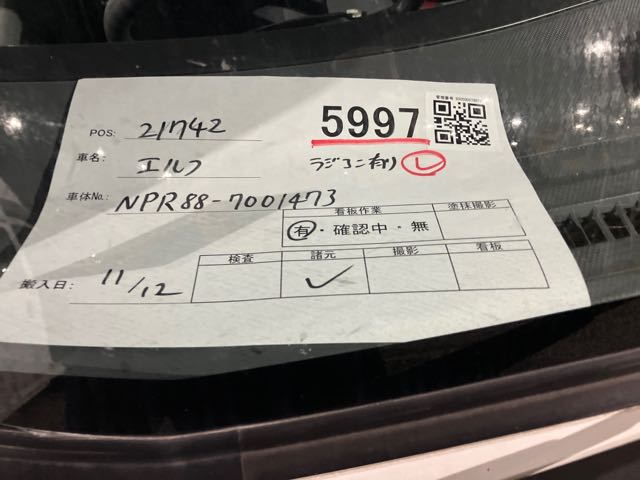 5997
POS: 21742
車名: エルフ
ラジコン有り レ
車体No.: NPR88-7001473
看板作業 塗抹撮影
有・確認中・無
搬入日: 11/12
検査 諸元 撮影 看板
✓